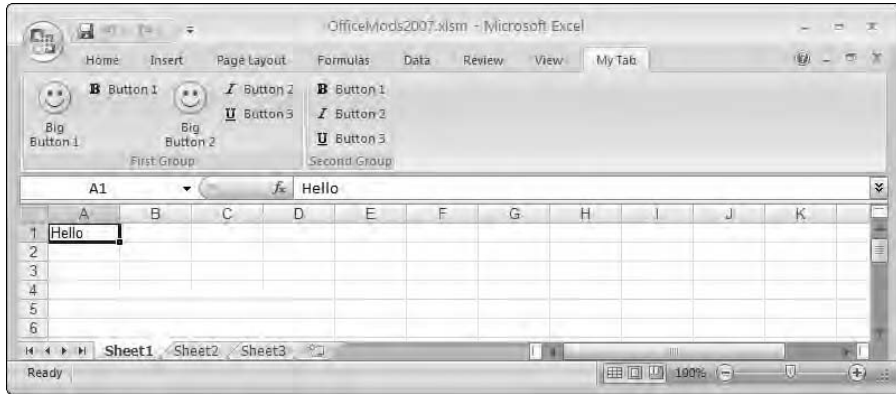 OfficeMods2007.xlsm - Microsoft Excel
Home Insert Page Layout Formulas Data Review View My Tab
Big Button 1
B Button 1
Big Button 2
I Button 2
U Button 3
First Group
B Button 1
I Button 2
U Button 3
Second Group
A1 fx Hello
A B C D E F G H I J K
1 Hello
2
3
4
5
6
Sheet1 Sheet2 Sheet3
Ready 100%